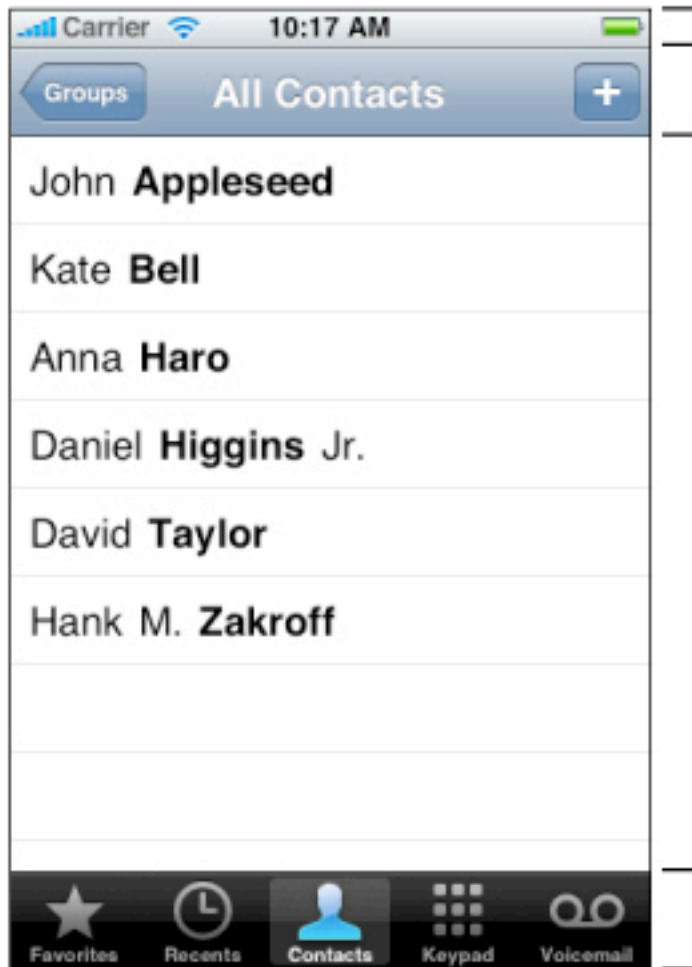 Carrier 10:17 AM
Groups All Contacts +
John Appleseed
Kate Bell
Anna Haro
Daniel Higgins Jr.
David Taylor
Hank M. Zakroff
Favorites Recents Contacts Keypad Voicemail